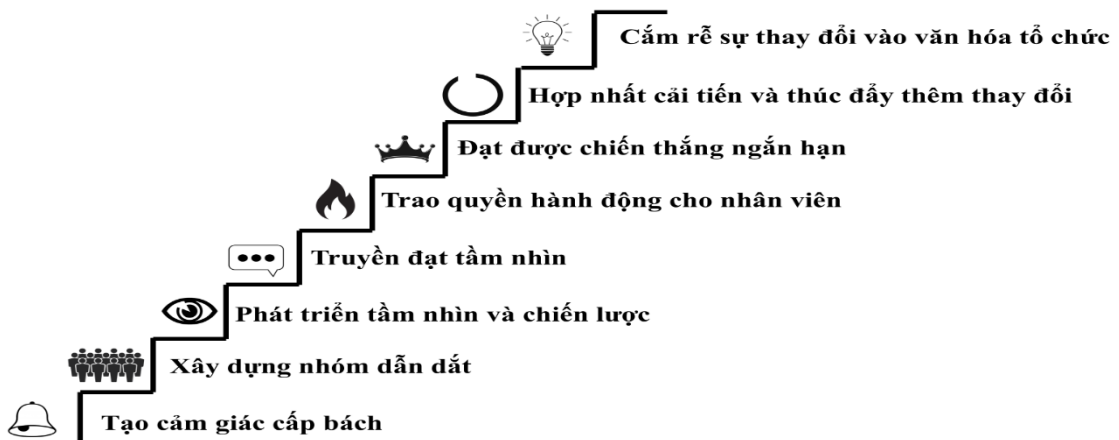 Cắm rễ sự thay đổi vào văn hóa tổ chức
Hợp nhất cải tiến và thúc đẩy thêm thay đổi
Đạt được chiến thắng ngắn hạn
Trao quyền hành động cho nhân viên
Truyền đạt tầm nhìn
Phát triển tầm nhìn và chiến lược
Xây dựng nhóm dẫn dắt
Tạo cảm giác cấp bách